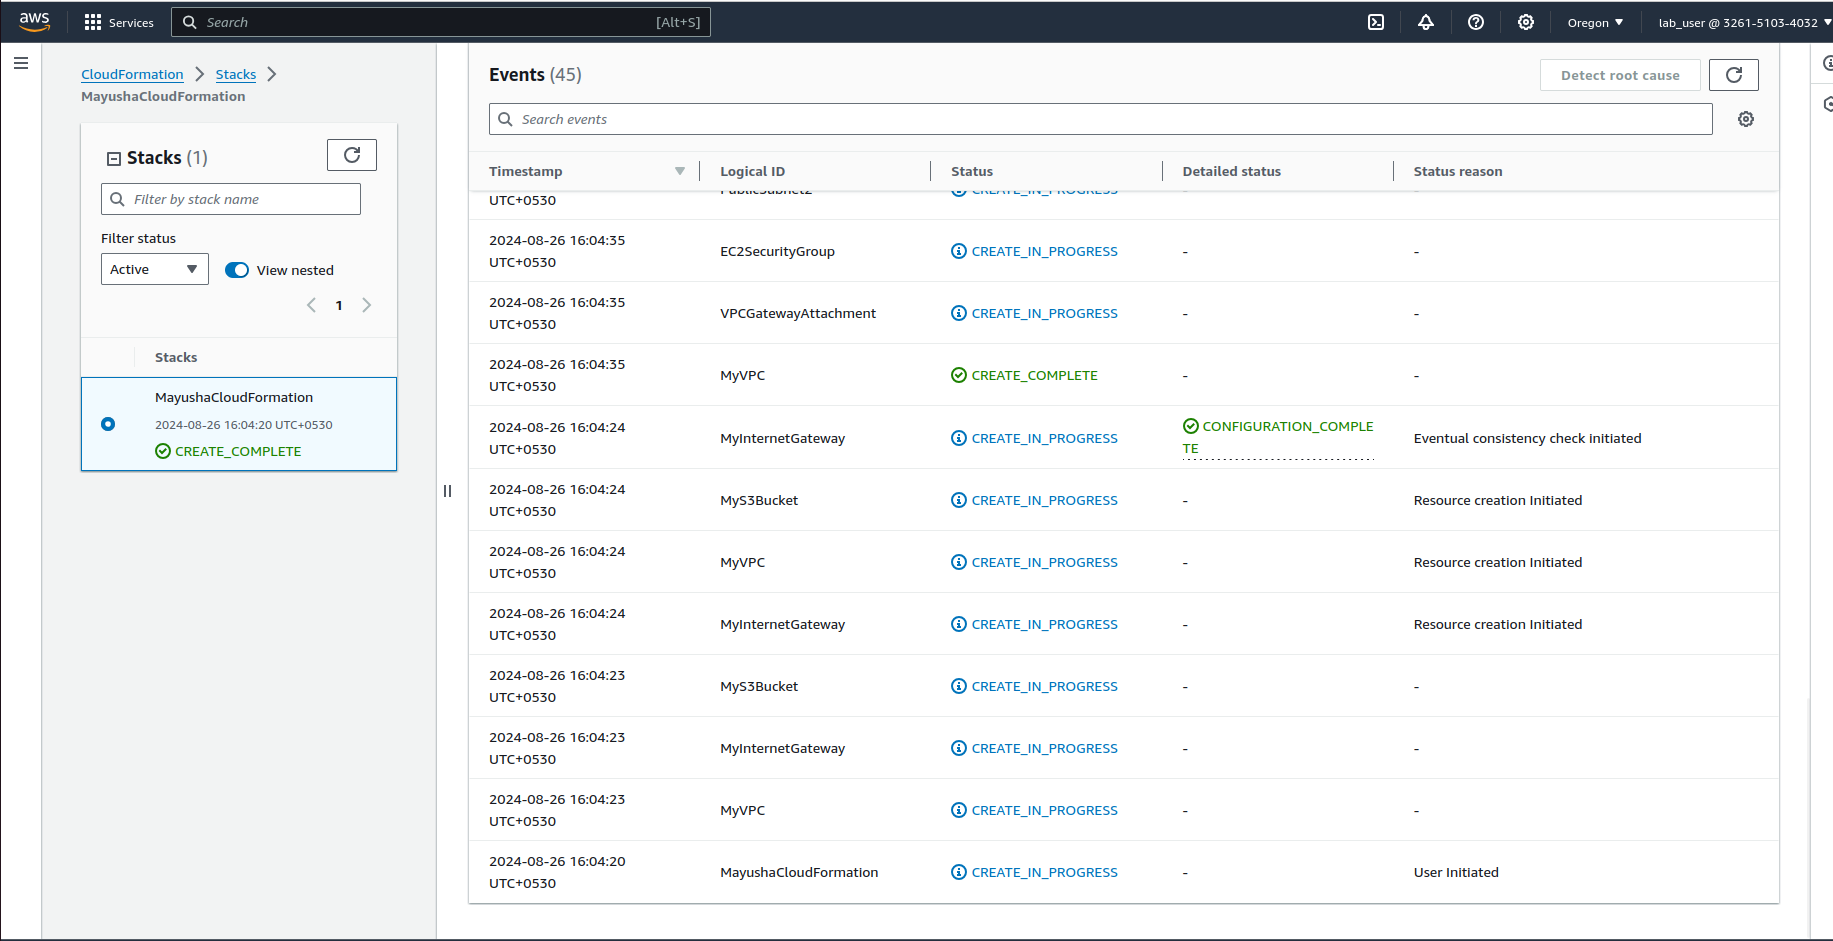 aws Services Search [Alt+S] Oregon lab_user @ 3261-5103-4032
CloudFormation Stacks
MayushaCloudFormation
Stacks (1)
Filter by stack name
Filter status
Active View nested
1
Stacks
MayushaCloudFormation
2024-08-26 16:04:20 UTC+0530
CREATE_COMPLETE
Events (45) Detect root cause
Search events
Timestamp Logical ID Status Detailed status Status reason
PublicSubnet2 CREATE_IN_PROGRESS
UTC+0530
2024-08-26 16:04:35
UTC+0530
EC2SecurityGroup CREATE_IN_PROGRESS - -
2024-08-26 16:04:35
UTC+0530
VPCGatewayAttachment CREATE_IN_PROGRESS - -
2024-08-26 16:04:35
UTC+0530
MyVPC CREATE_COMPLETE - -
2024-08-26 16:04:24
UTC+0530
MyInternetGateway CREATE_IN_PROGRESS
CONFIGURATION_COMPLE
TE
Eventual consistency check initiated
2024-08-26 16:04:24
UTC+0530
MyS3Bucket CREATE_IN_PROGRESS - Resource creation Initiated
2024-08-26 16:04:24
UTC+0530
MyVPC CREATE_IN_PROGRESS - Resource creation Initiated
2024-08-26 16:04:24
UTC+0530
MyInternetGateway CREATE_IN_PROGRESS - Resource creation Initiated
2024-08-26 16:04:23
UTC+0530
MyS3Bucket CREATE_IN_PROGRESS - -
2024-08-26 16:04:23
UTC+0530
MyInternetGateway CREATE_IN_PROGRESS - -
2024-08-26 16:04:23
UTC+0530
MyVPC CREATE_IN_PROGRESS - -
2024-08-26 16:04:20
UTC+0530
MayushaCloudFormation CREATE_IN_PROGRESS - User Initiated